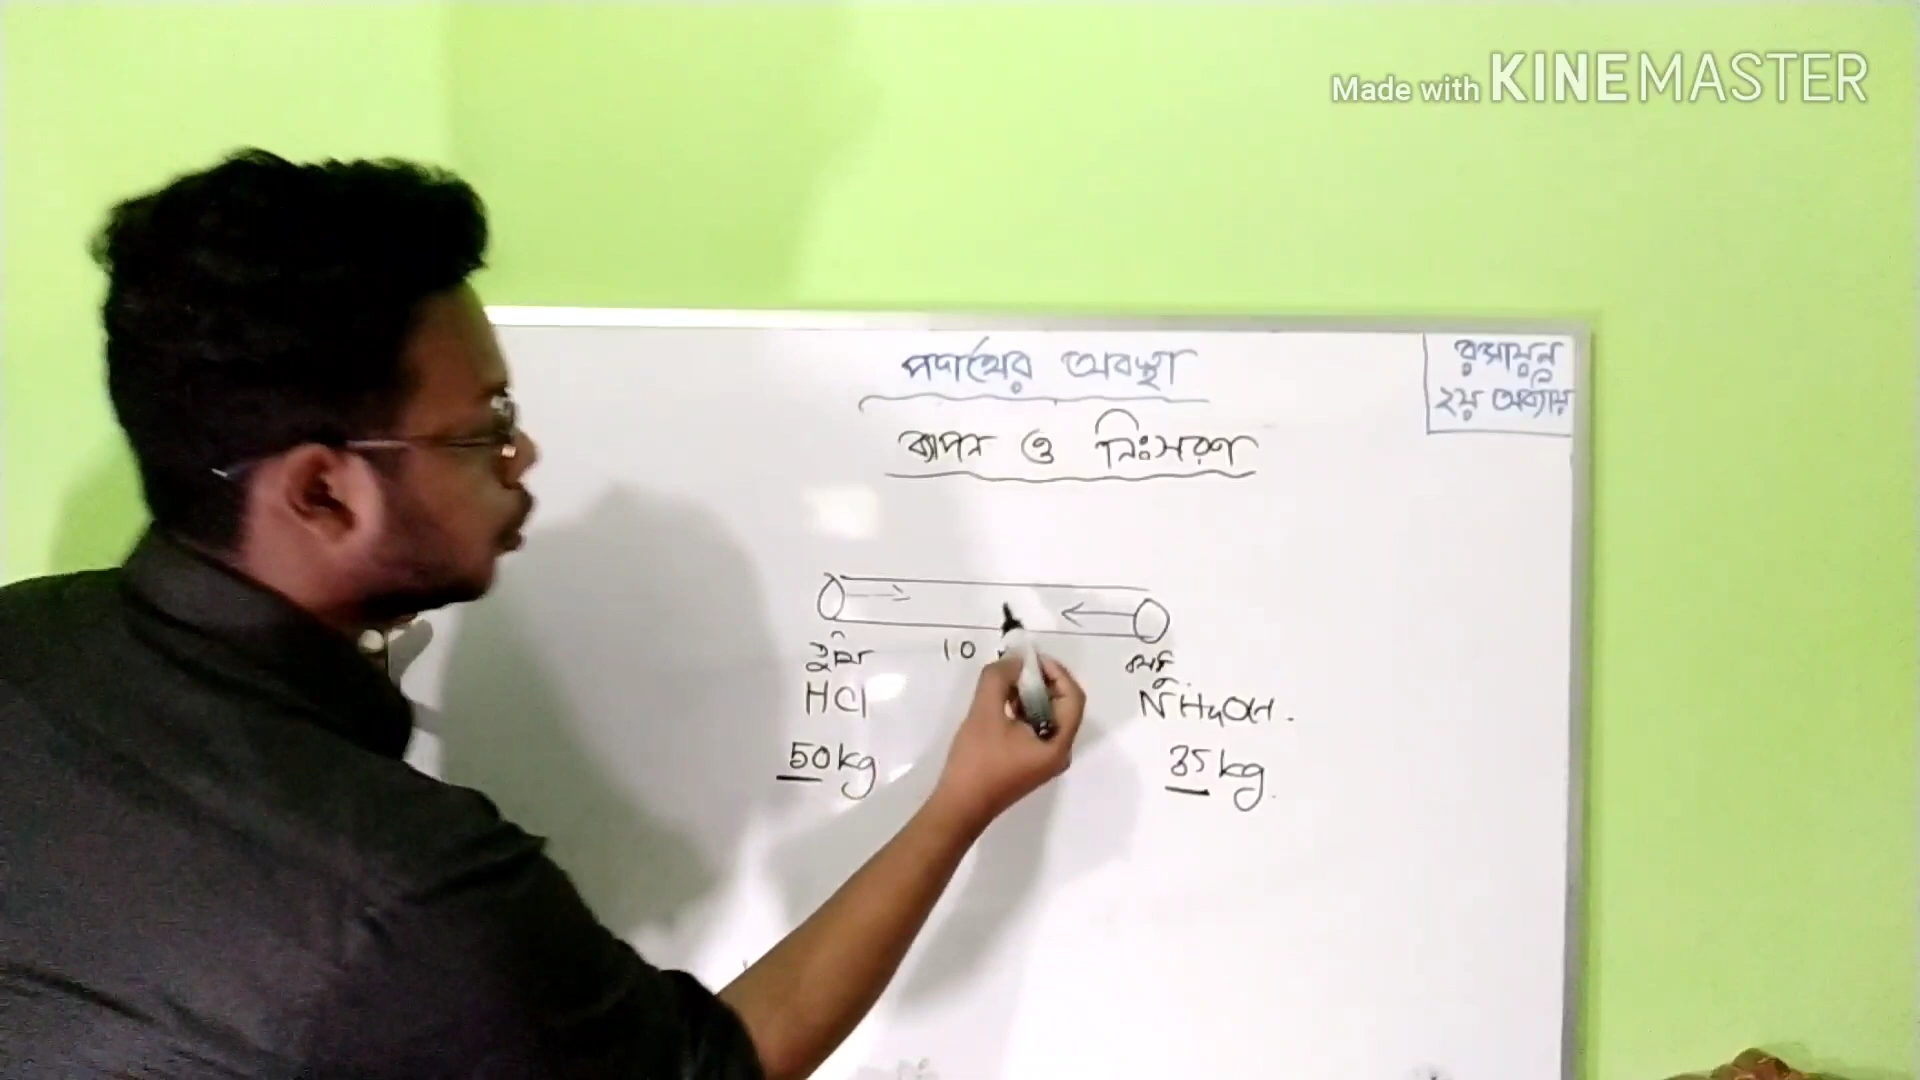 Made with KINEMASTER
পদার্থের অবস্থা
রসায়ন
২য় অধ্যায়
ব্যাপন ও নিঃসরণ
10
HCl
NH₄OH.
50kg
35kg.